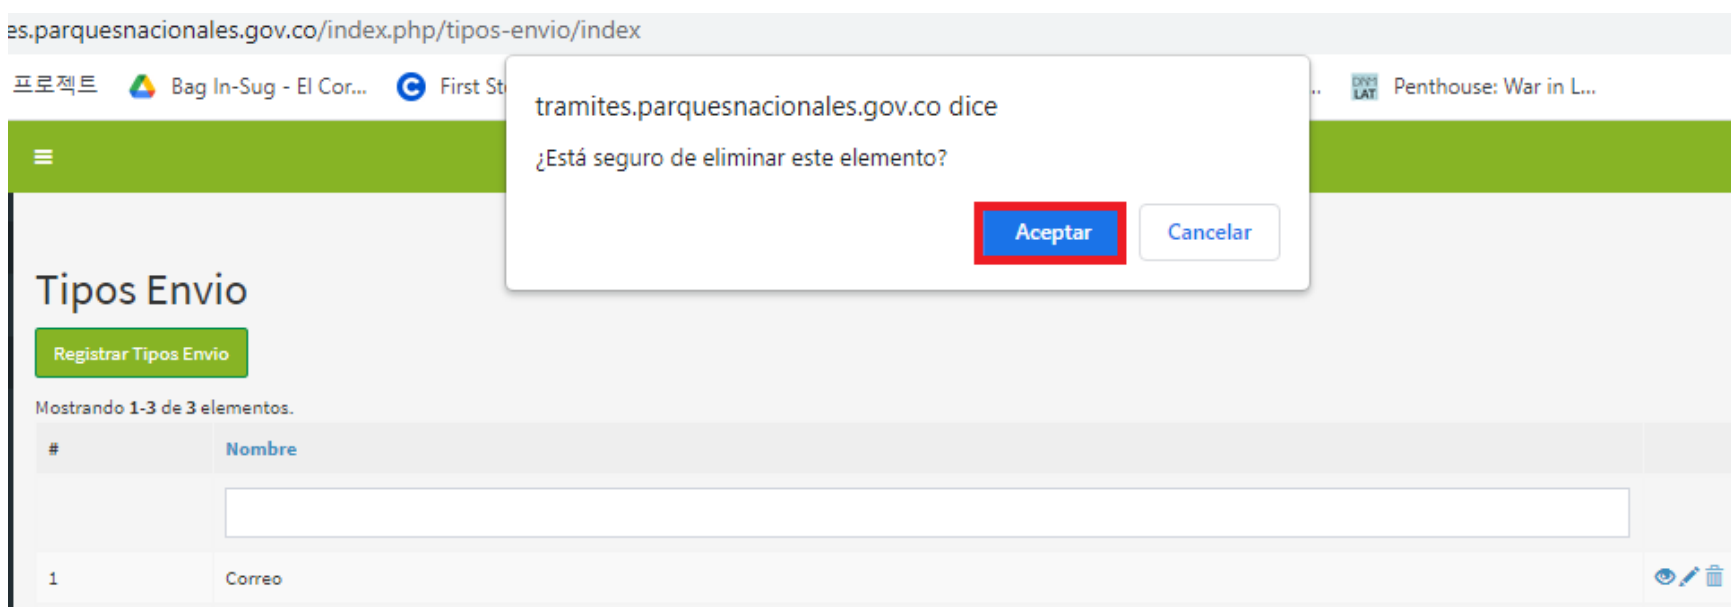 es.parquesnacionales.gov.co/index.php/tipos-envio/index
프로젝트 Bag In-Sug - El Cor... First St .. DNM LAT Penthouse: War in L...
tramites.parquesnacionales.gov.co dice
¿Está seguro de eliminar este elemento?
Aceptar Cancelar
Tipos Envio
Registrar Tipos Envio
Mostrando 1-3 de 3 elementos.
# Nombre
1 Correo